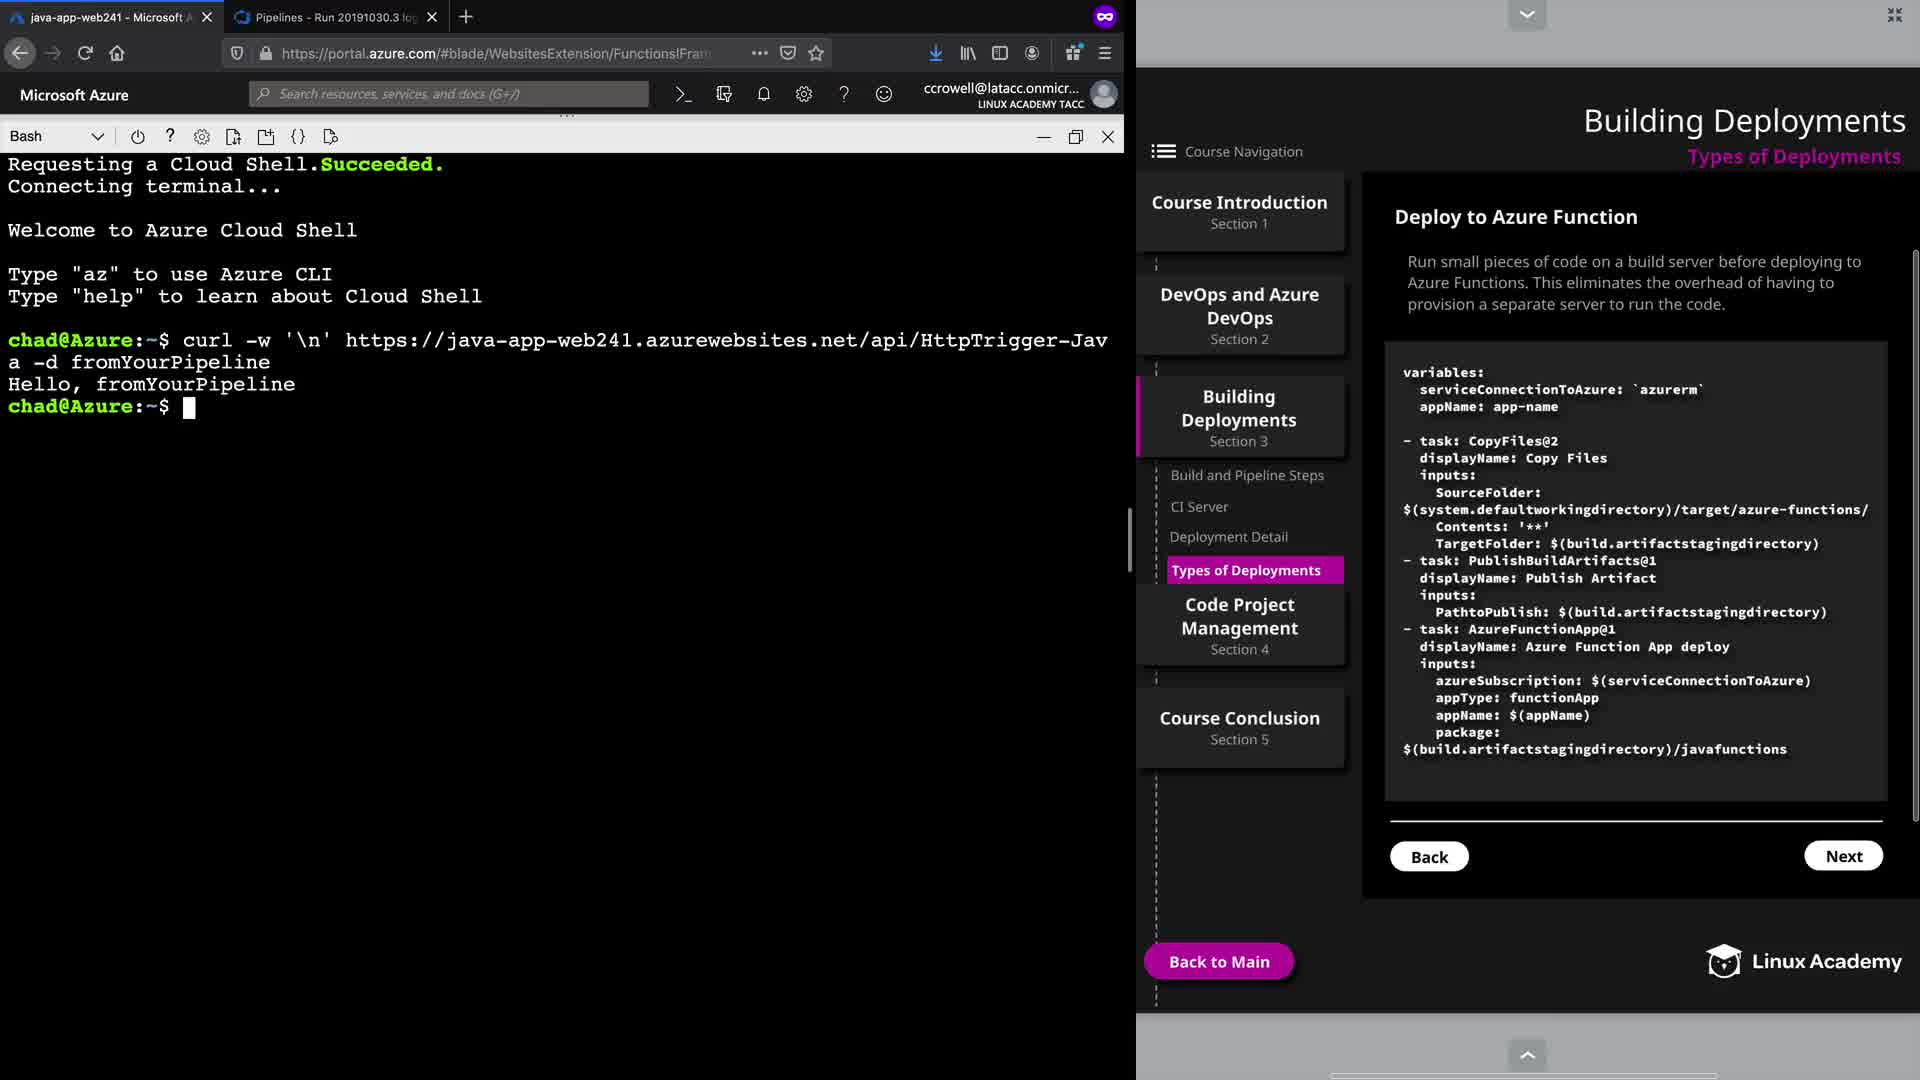 java-app-web241 - Microsoft A
Pipelines - Run 20191030.3 log
https://portal.azure.com/#blade/WebsitesExtension/FunctionsIFram
Microsoft Azure
Search resources, services, and docs (G+/)
ccrowell@latacc.onmicr...
LINUX ACADEMY TACC
Bash
Requesting a Cloud Shell.Succeeded.
Connecting terminal...
Welcome to Azure Cloud Shell
Type "az" to use Azure CLI
Type "help" to learn about Cloud Shell
chad@Azure:~$ curl -w '\n' https://java-app-web241.azurewebsites.net/api/HttpTrigger-Jav
a -d fromYourPipeline
Hello, fromYourPipeline
chad@Azure:~$
Building Deployments
Types of Deployments
Course Navigation
Course Introduction
Section 1
DevOps and Azure
DevOps
Section 2
Building
Deployments
Section 3
Build and Pipeline Steps
CI Server
Deployment Detail
Types of Deployments
Code Project
Management
Section 4
Course Conclusion
Section 5
Back to Main
Deploy to Azure Function
Run small pieces of code on a build server before deploying to
Azure Functions. This eliminates the overhead of having to
provision a separate server to run the code.
variables:
serviceConnectionToAzure: `azurerm`
appName: app-name
- task: CopyFiles@2
displayName: Copy Files
inputs:
SourceFolder:
$(system.defaultworkingdirectory)/target/azure-functions/
Contents: '**'
TargetFolder: $(build.artifactstagingdirectory)
- task: PublishBuildArtifacts@1
displayName: Publish Artifact
inputs:
PathtoPublish: $(build.artifactstagingdirectory)
- task: AzureFunctionApp@1
displayName: Azure Function App deploy
inputs:
azureSubscription: $(serviceConnectionToAzure)
appType: functionApp
appName: $(appName)
package:
$(build.artifactstagingdirectory)/javafunctions
Back
Next
Linux Academy